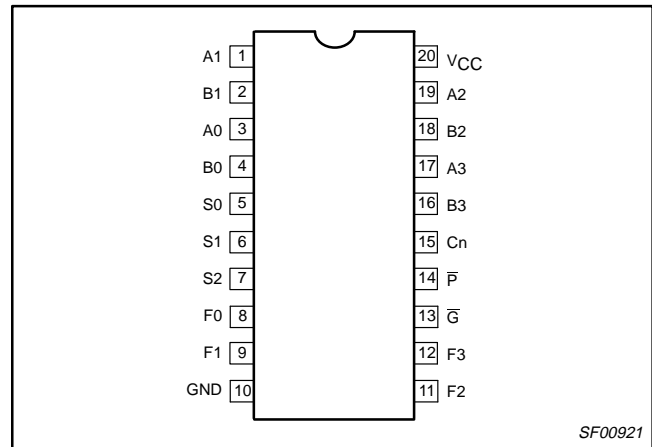 A1 1 20 VCC
B1 2 19 A2
A0 3 18 B2
B0 4 17 A3
S0 5 16 B3
S1 6 15 Cn
S2 7 14 P̅
F0 8 13 G̅
F1 9 12 F3
GND 10 11 F2
SF00921